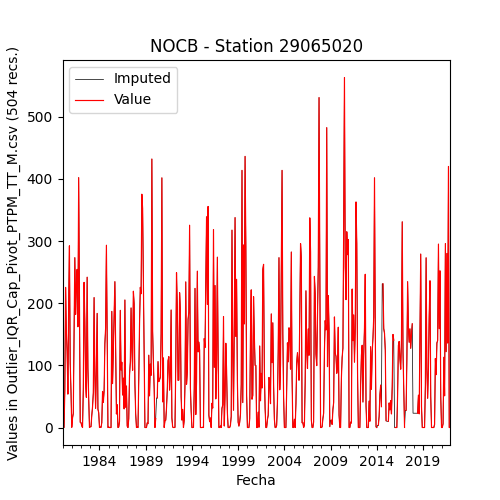 NOCB - Station 29065020
Imputed
Value
Values in Outlier_IQR_Cap_Pivot_PTPM_TT_M.csv (504 recs.)
500
400
300
200
100
0
1984 1989 1994 1999 2004 2009 2014 2019
Fecha